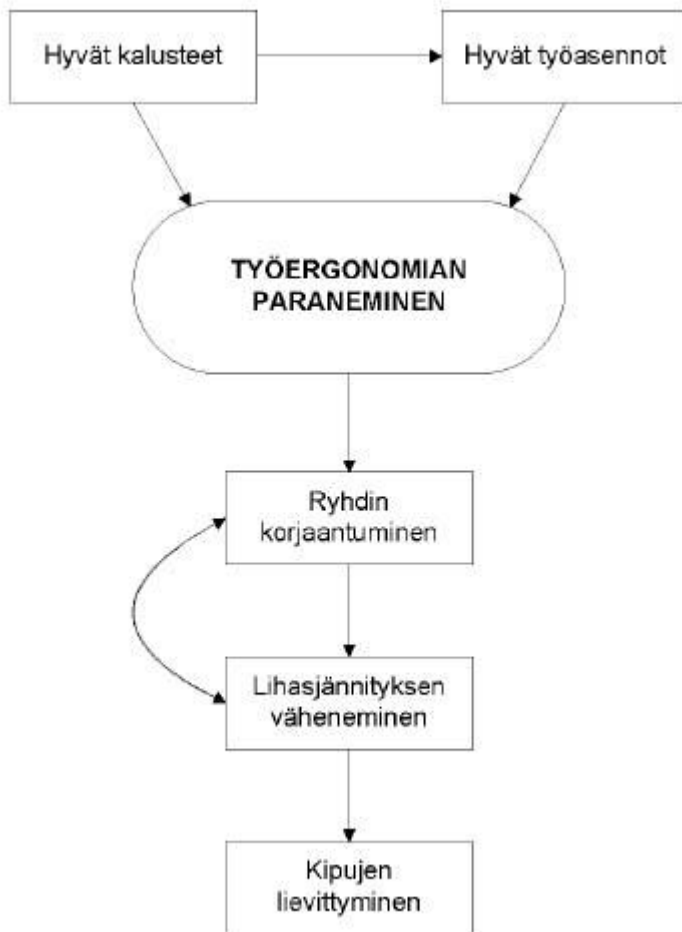 Hyvät kalusteet
Hyvät työasennot
TYÖERGONOMIAN
PARANEMINEN
Ryhdin
korjaantuminen
Lihasjännityksen
väheneminen
Kipujen
lievittyminen